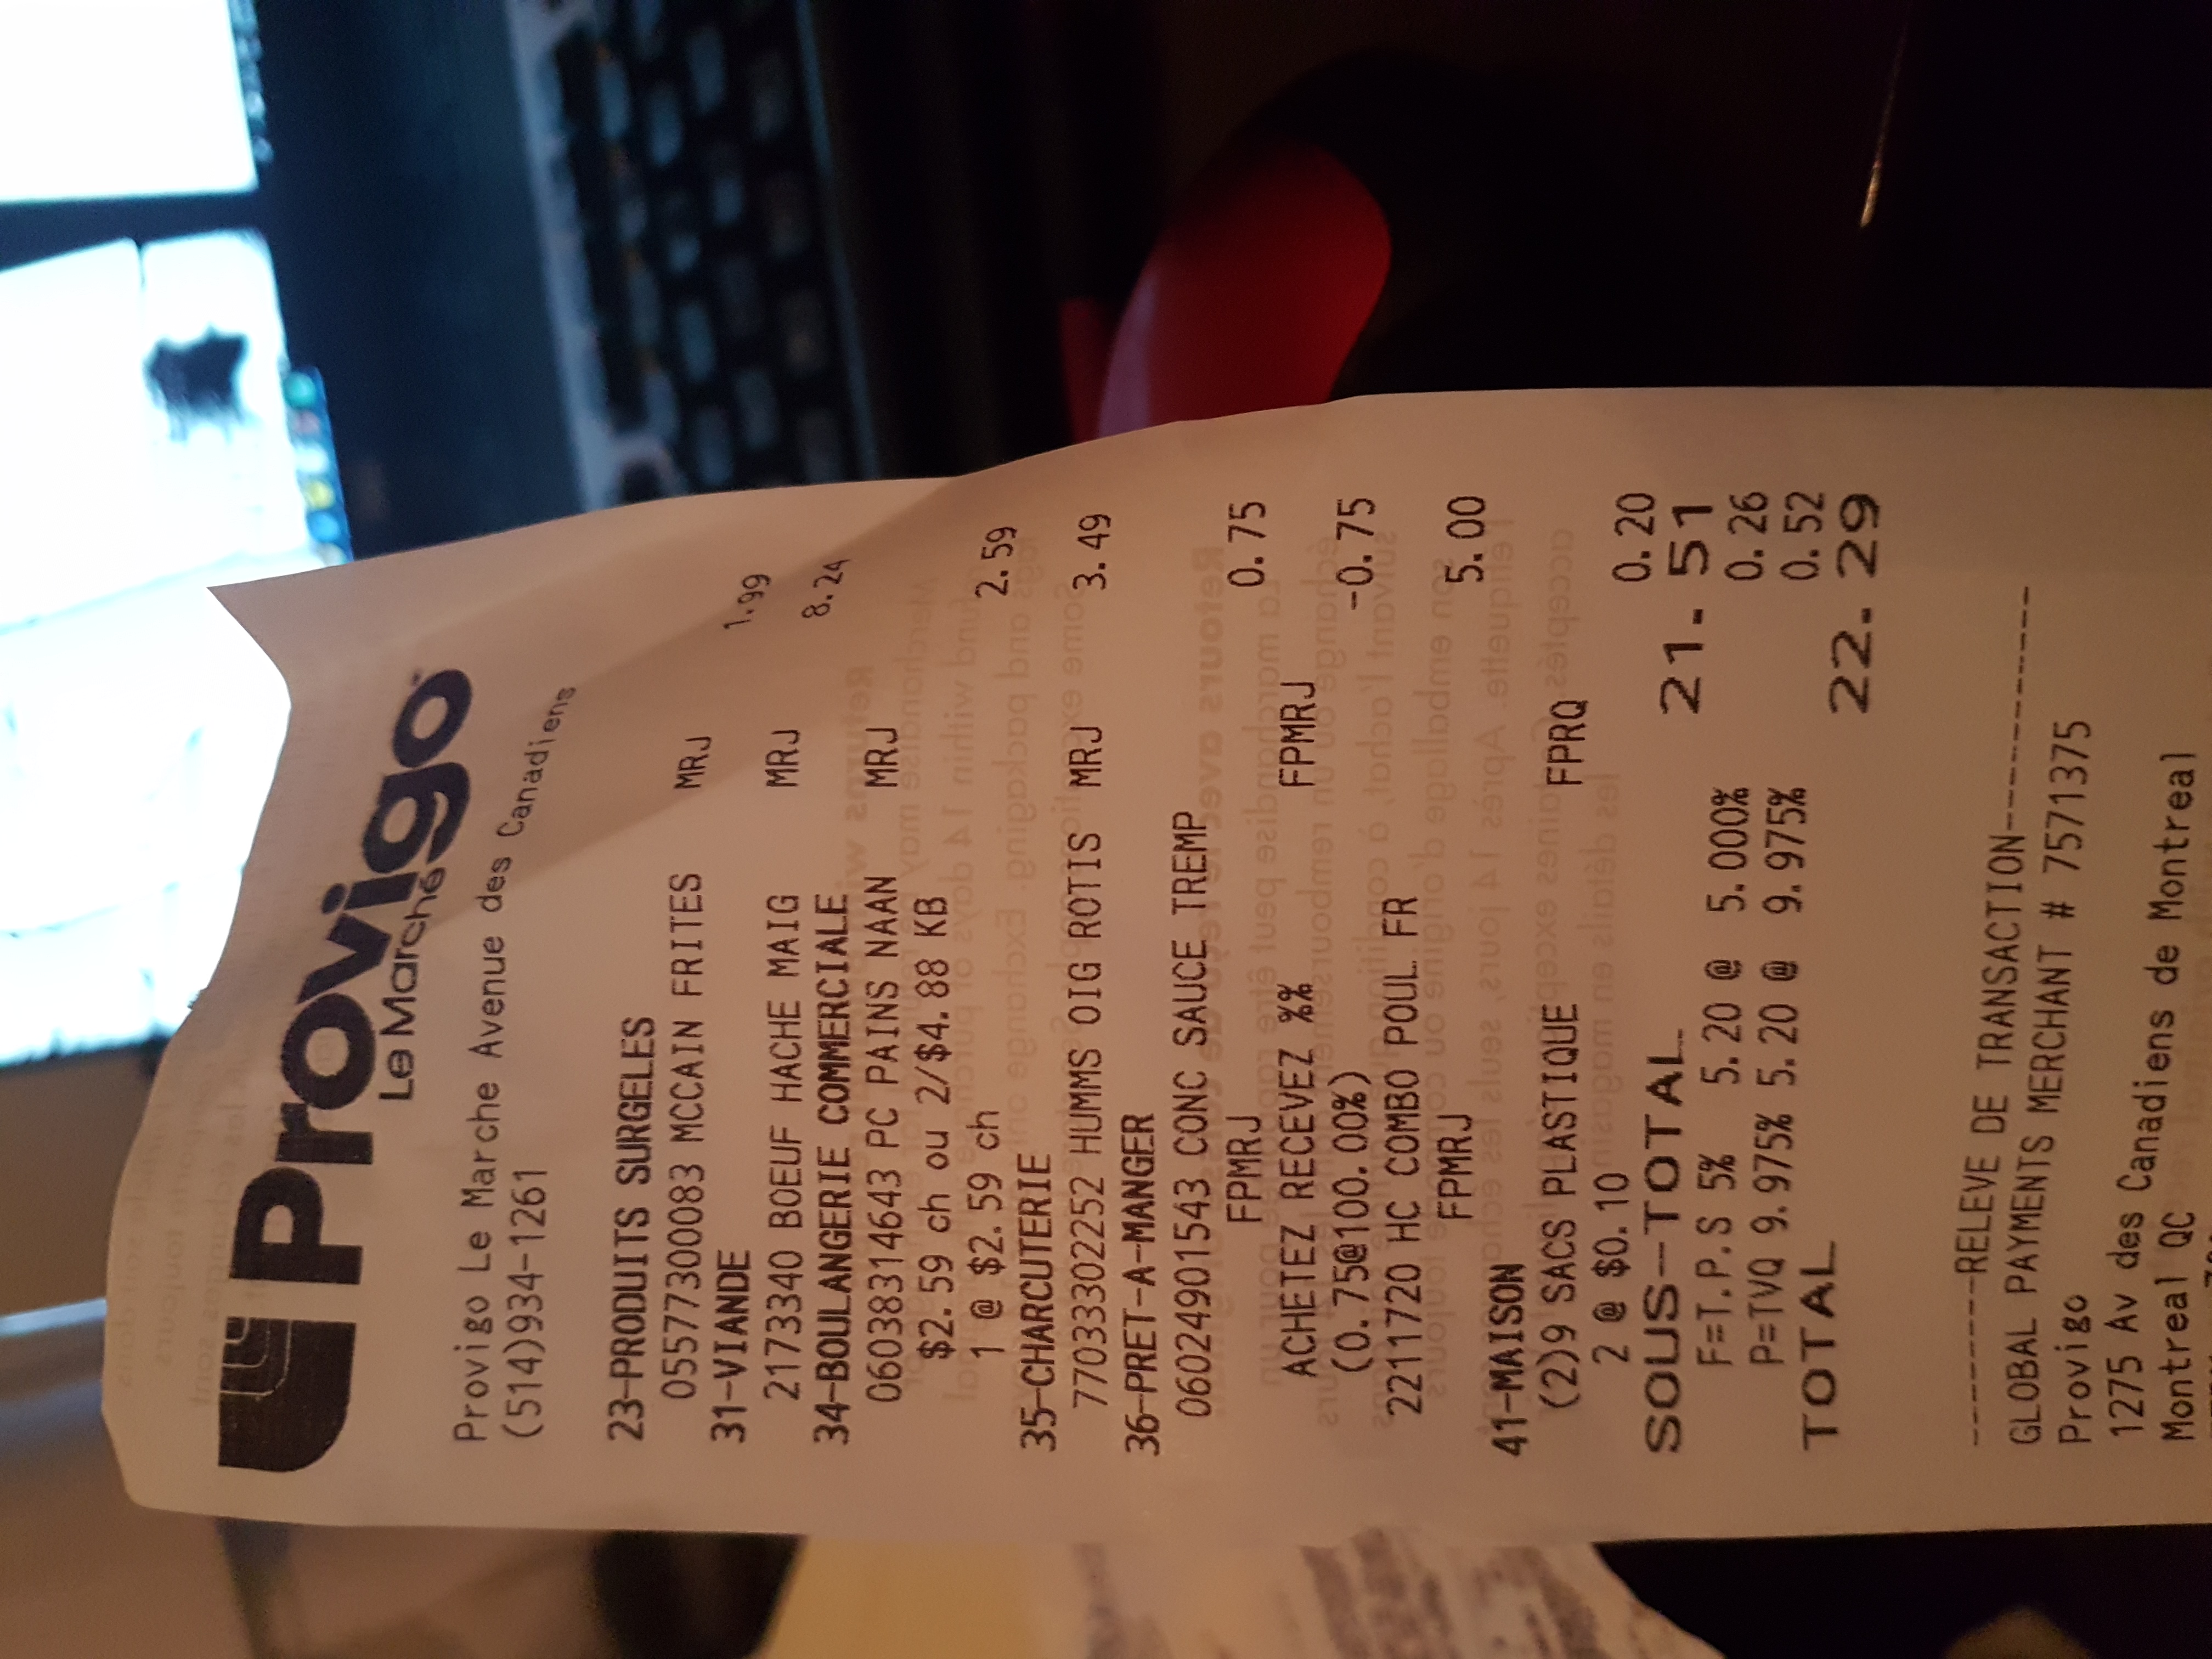 Provigo
Le Marché
Provigo Le Marche Avenue des Canadiens
(514)934-1261
23-PRODUITS SURGELES
05577300083 MCCAIN FRITES MRJ 1.99
31-VIANDE
2173340 BOEUF HACHE MAIG MRJ 8.24
34-BOULANGERIE COMMERCIALE
06038314643 PC PAINS NAAN MRJ
$2.59 ch ou 2/$4.88 KB
1 @ $2.59 ch 2.59
35-CHARCUTERIE
77033302252 HUMMS OIG ROTIS MRJ 3.49
36-PRET-A-MANGER
06024901543 CONC SAUCE TREMP
FPMRJ 0.75
ACHETEZ RECEVEZ %% FPMRJ
(0.75@100.00%) -0.75
2211720 HC COMBO POUL FR
FPMRJ 5.00
41-MAISON
(2)9 SACS PLASTIQUE FPRQ
2 @ $0.10 0.20
SOUS-TOTAL 21.51
F=T.P.S 5% 5.20 @ 5.000% 0.26
P=TVQ 9.975% 5.20 @ 9.975% 0.52
TOTAL 22.29
--------RELEVE DE TRANSACTION------------
GLOBAL PAYMENTS MERCHANT # 7571375
Provigo
1275 Av des Canadiens de Montreal
Montreal QC